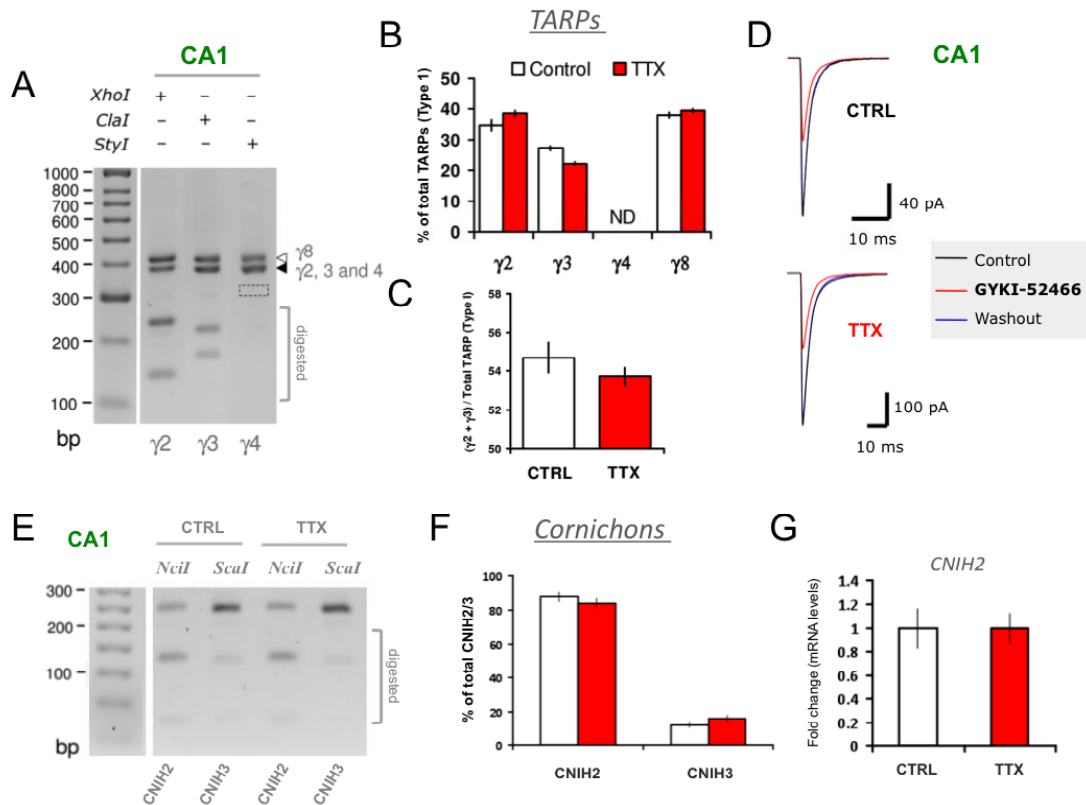 A
CA1
XhoI + – –
ClaI – + –
StyI – – +
1000
800
700
600
500
400
300
200
100
bp
γ8
γ2, 3 and 4
digested
γ2 γ3 γ4
B
TARPs
Control TTX
% of total TARPs (Type 1)
50
40
30
20
10
0
ND
γ2 γ3 γ4 γ8
C
(γ2 + γ3) / Total TARP (Type I)
58
56
54
52
50
CTRL TTX
D
CA1
CTRL
40 pA
10 ms
Control
GYKI-52466
Washout
TTX
100 pA
10 ms
E
CA1
CTRL TTX
NciI ScaI NciI ScaI
300
200
100
bp
digested
CNIH2 CNIH3 CNIH2 CNIH3
F
Cornichons
% of total CNIH2/3
100
80
60
40
20
0
CNIH2 CNIH3
G
CNIH2
Fold change (mRNA levels)
1.4
1.2
1
0.8
0.6
0.4
0.2
0
CTRL TTX